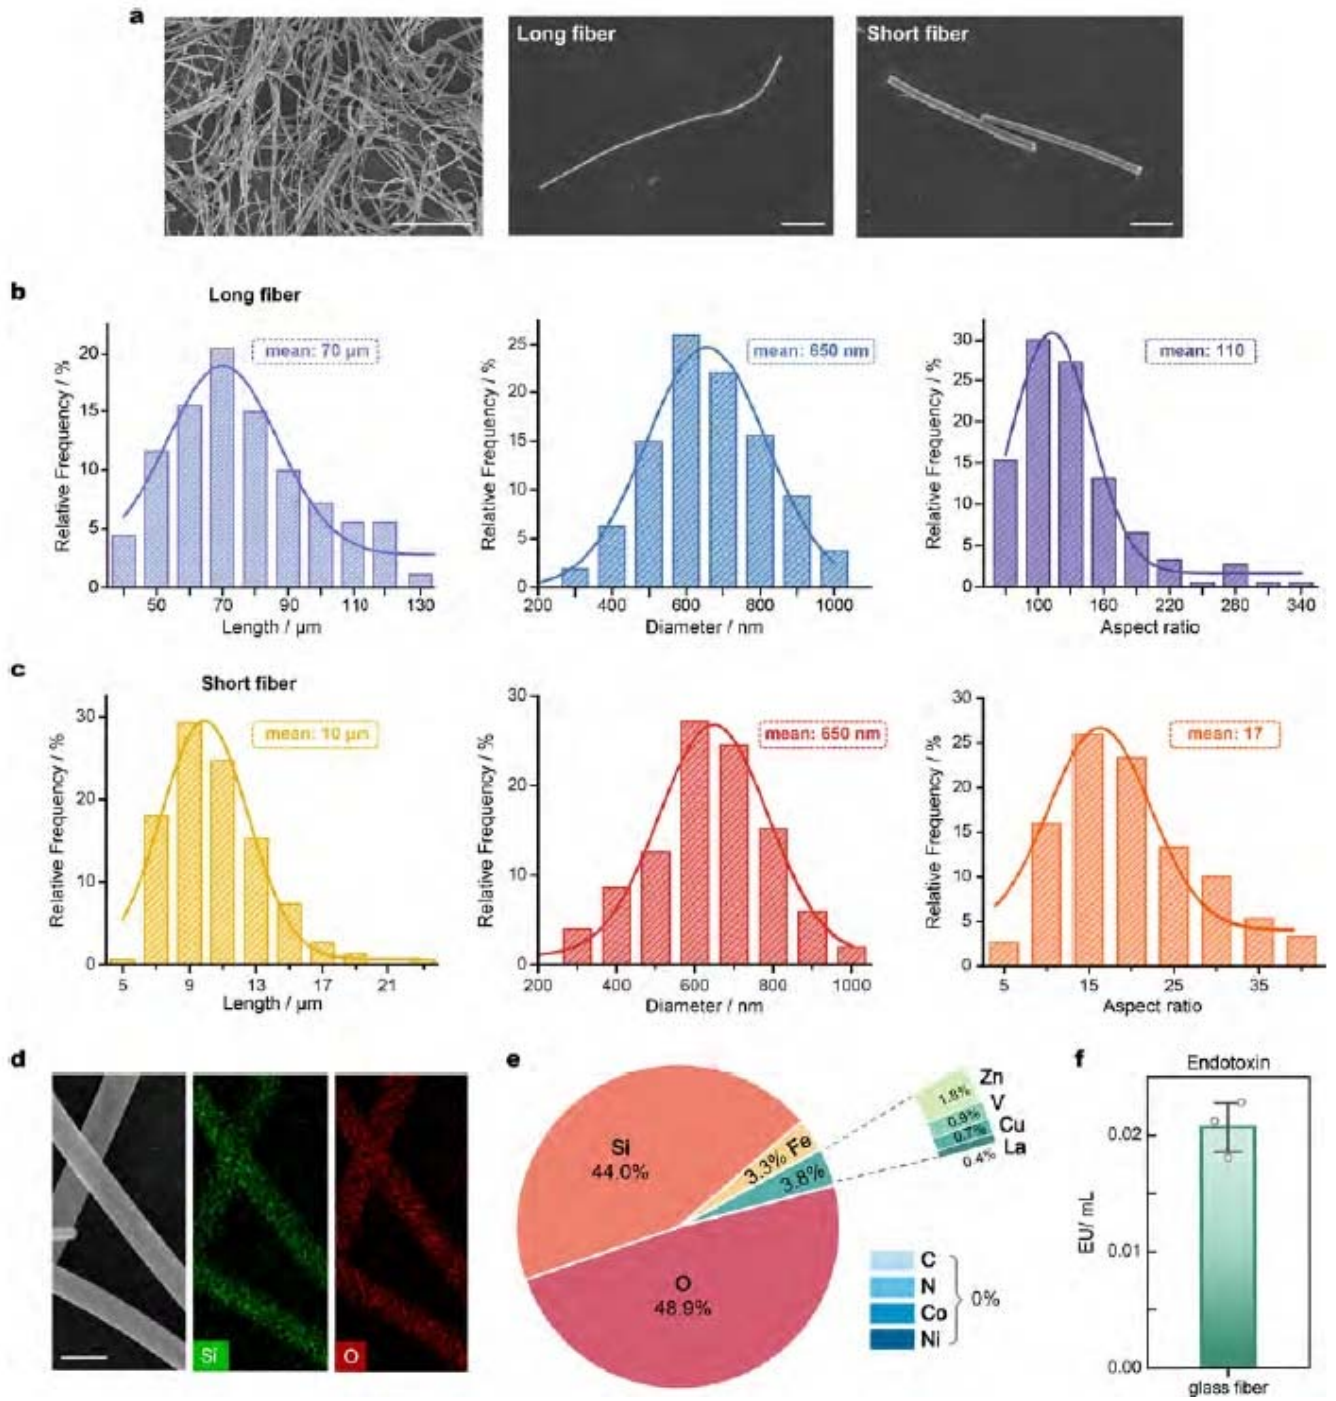 a
Long fiber
Short fiber
b
Long fiber
Relative Frequency / %
20
15
10
5
0
mean: 70 µm
50 70 90 110 130
Length / µm
Relative Frequency / %
25
20
15
10
5
0
mean: 650 nm
200 400 600 800 1000
Diameter / nm
Relative Frequency / %
30
25
20
15
10
5
0
mean: 110
100 160 220 280 340
Aspect ratio
c
Short fiber
Relative Frequency / %
30
20
10
0
mean: 10 µm
5 9 13 17 21
Length / µm
Relative Frequency / %
30
20
10
0
mean: 650 nm
200 400 600 800 1000
Diameter / nm
Relative Frequency / %
30
25
20
15
10
5
0
mean: 17
5 15 25 35
Aspect ratio
d
Si
O
e
Si
44.0%
3.3% Fe
3.8%
O
48.9%
Zn
1.8%
V
0.9%
Cu
0.7%
La
0.4%
C
N
Co
Ni
0%
f
Endotoxin
EU/ mL
0.02
0.01
0.00
glass fiber